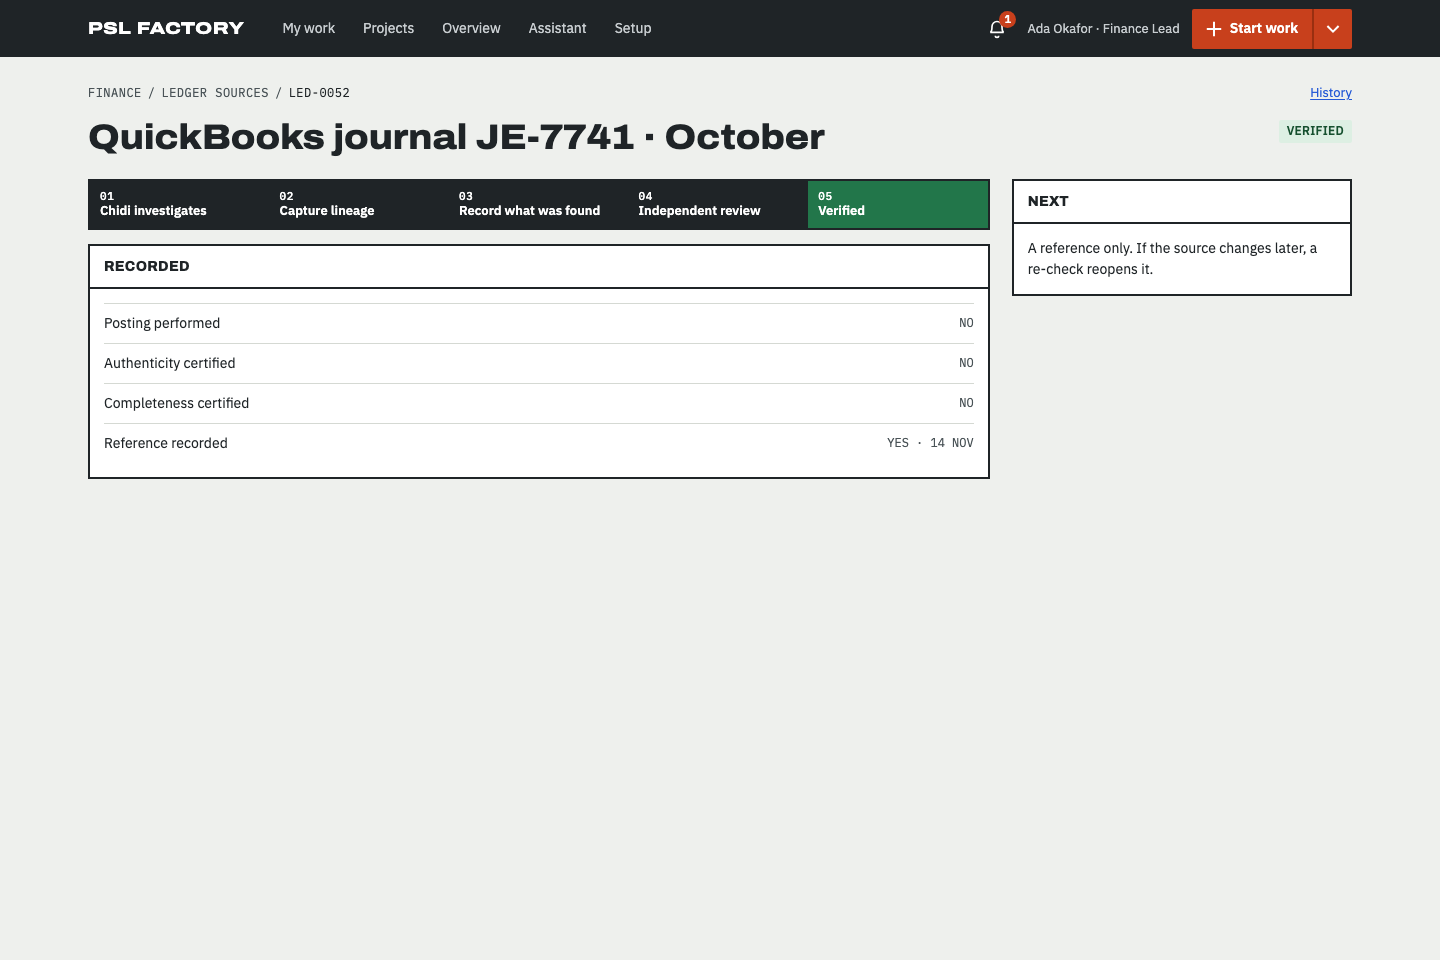 PSL FACTORY
My work
Projects
Overview
Assistant
Setup
1
Ada Okafor · Finance Lead
Start work
FINANCE / LEDGER SOURCES / LED-0052
History
QuickBooks journal JE-7741 · October
VERIFIED
01
Chidi investigates
02
Capture lineage
03
Record what was found
04
Independent review
05
Verified
RECORDED
Posting performed NO
Authenticity certified NO
Completeness certified NO
Reference recorded YES · 14 NOV
NEXT
A reference only. If the source changes later, a
re-check reopens it.